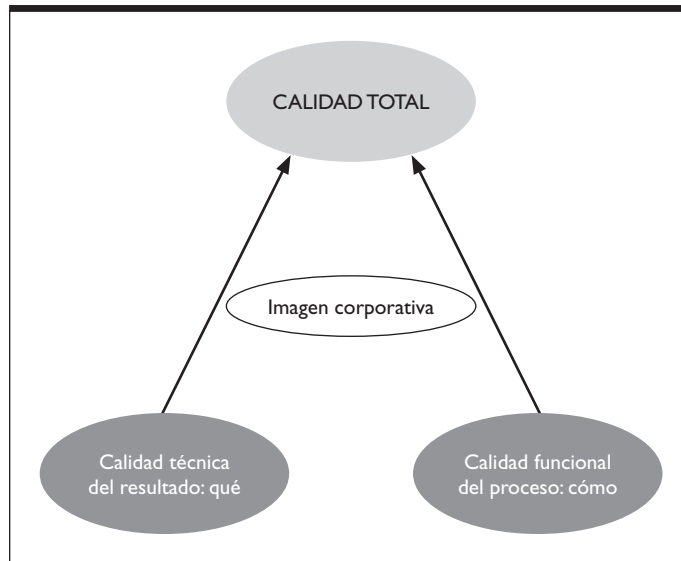 CALIDAD TOTAL
Imagen corporativa
Calidad técnica
del resultado: qué
Calidad funcional
del proceso: cómo